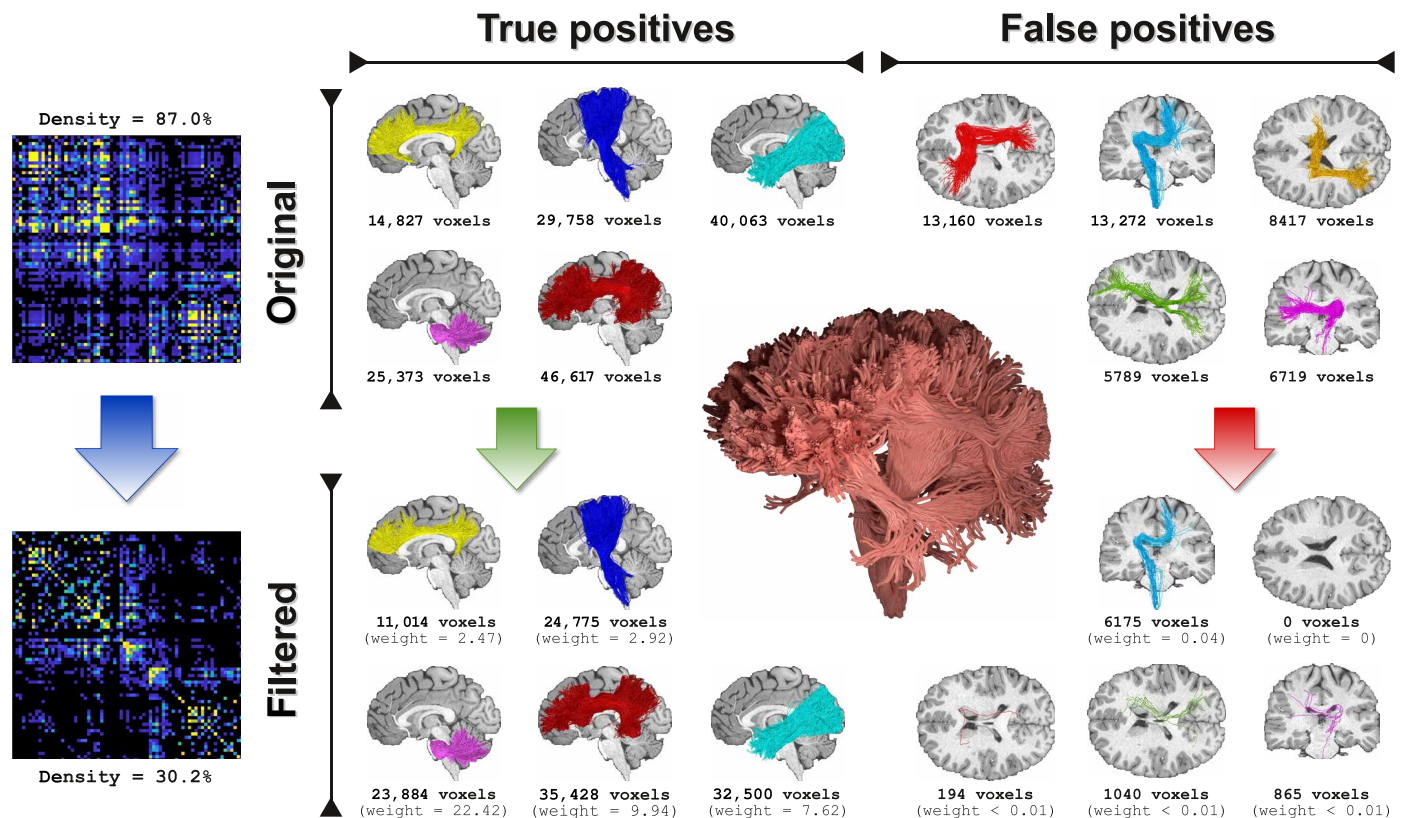 True positives
False positives
Density = 87.0%
Original
14,827 voxels
29,758 voxels
40,063 voxels
13,160 voxels
13,272 voxels
8417 voxels
25,373 voxels
46,617 voxels
5789 voxels
6719 voxels
Filtered
11,014 voxels
(weight = 2.47)
24,775 voxels
(weight = 2.92)
6175 voxels
(weight = 0.04)
0 voxels
(weight = 0)
Density = 30.2%
23,884 voxels
(weight = 22.42)
35,428 voxels
(weight = 9.94)
32,500 voxels
(weight = 7.62)
194 voxels
(weight < 0.01)
1040 voxels
(weight < 0.01)
865 voxels
(weight < 0.01)